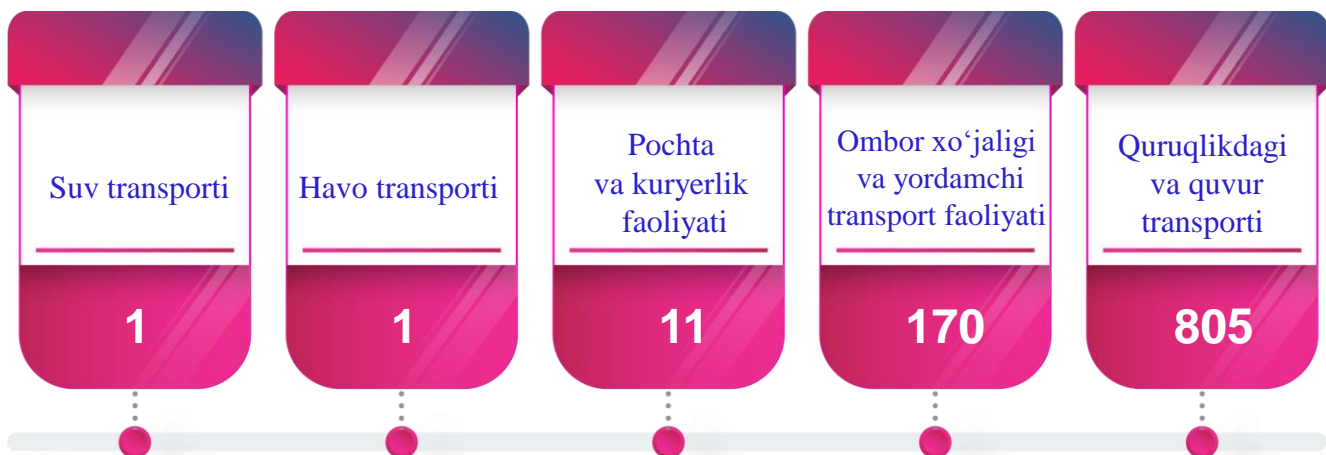 Suv transporti
1
Havo transporti
1
Pochta
va kuryerlik
faoliyati
11
Ombor xo‘jaligi
va yordamchi
transport faoliyati
170
Quruqlikdagi
va quvur
transporti
805